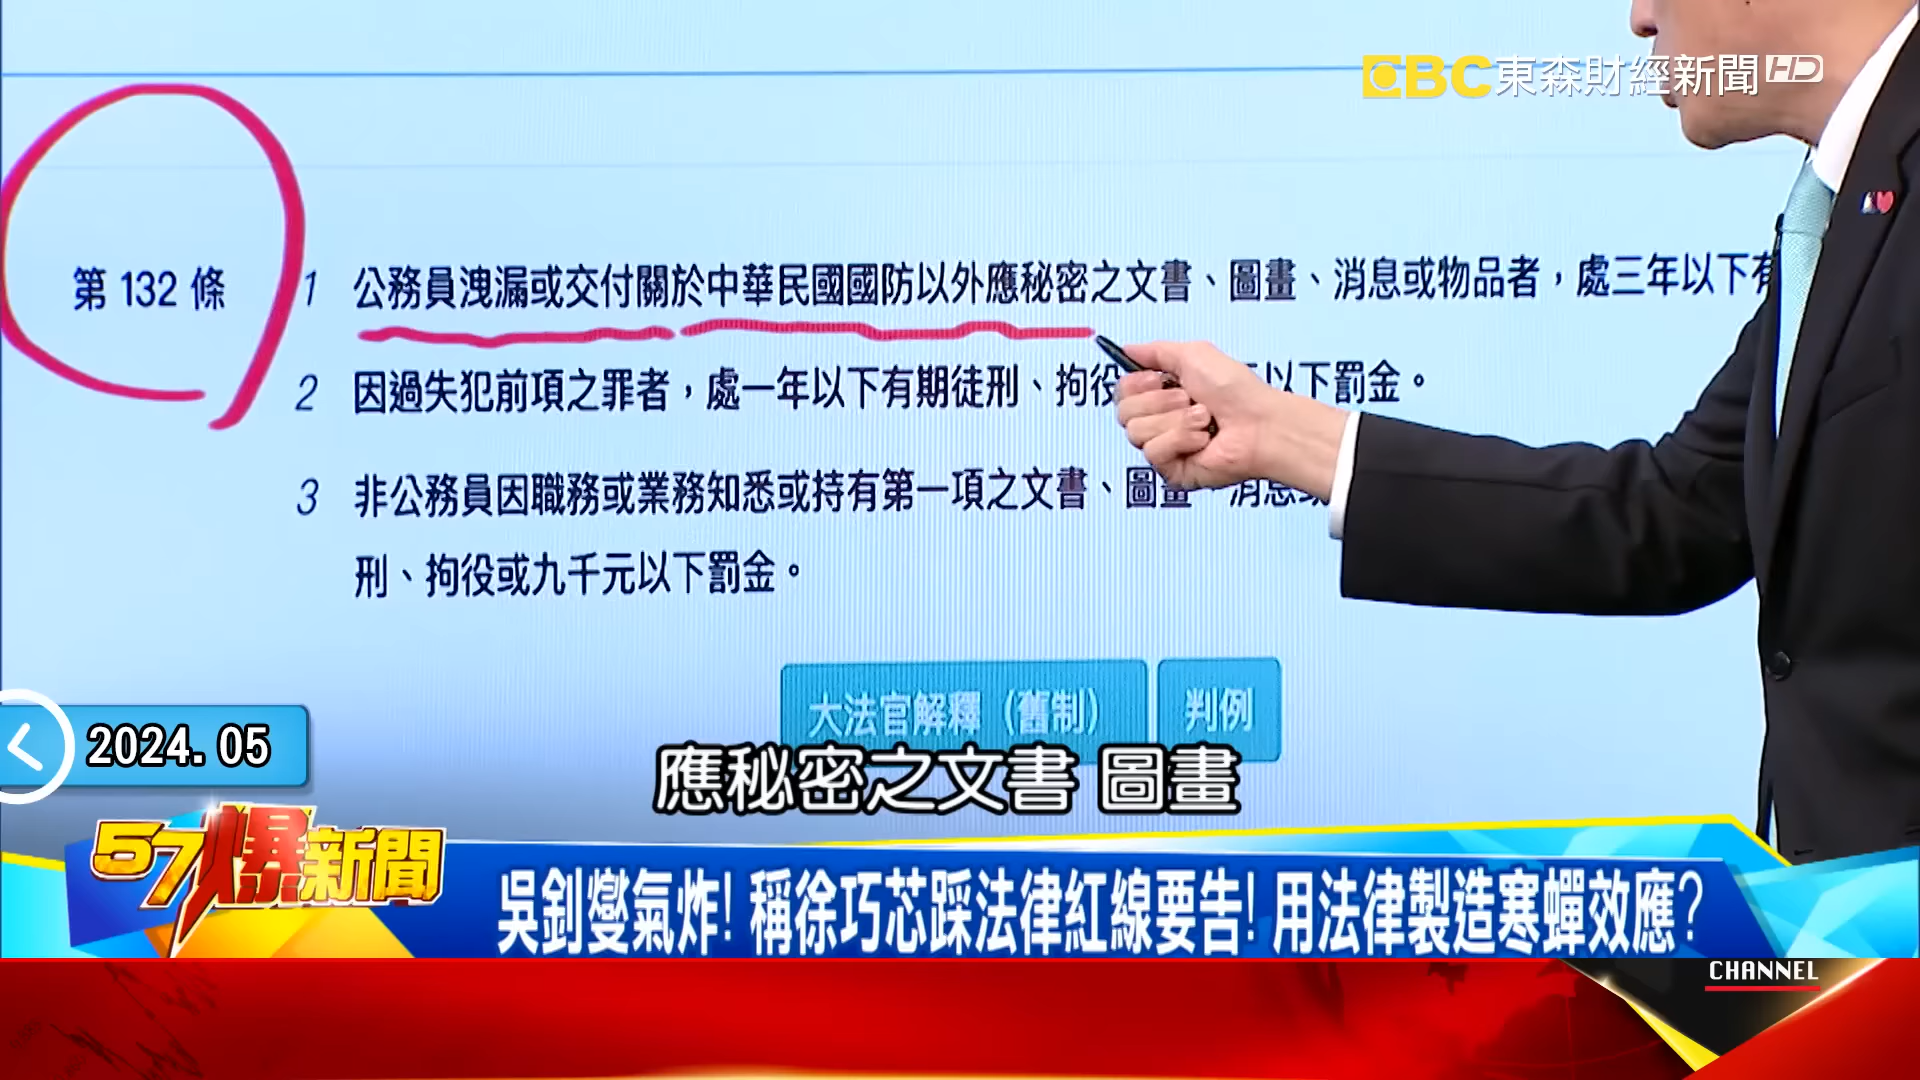 EBC東森財經新聞HD
第 132 條
1 公務員洩漏或交付關於中華民國國防以外應秘密之文書、圖畫、消息或物品者，處三年以下有
2 因過失犯前項之罪者，處一年以下有期徒刑、拘役 以下罰金。
3 非公務員因職務或業務知悉或持有第一項之文書、圖畫、消息或
刑、拘役或九千元以下罰金。
大法官解釋（舊制） 判例
2024.05
應秘密之文書 圖畫
57爆新聞
吳釗燮氣炸!稱徐巧芯踩法律紅線要告!用法律製造寒蟬效應?
CHANNEL